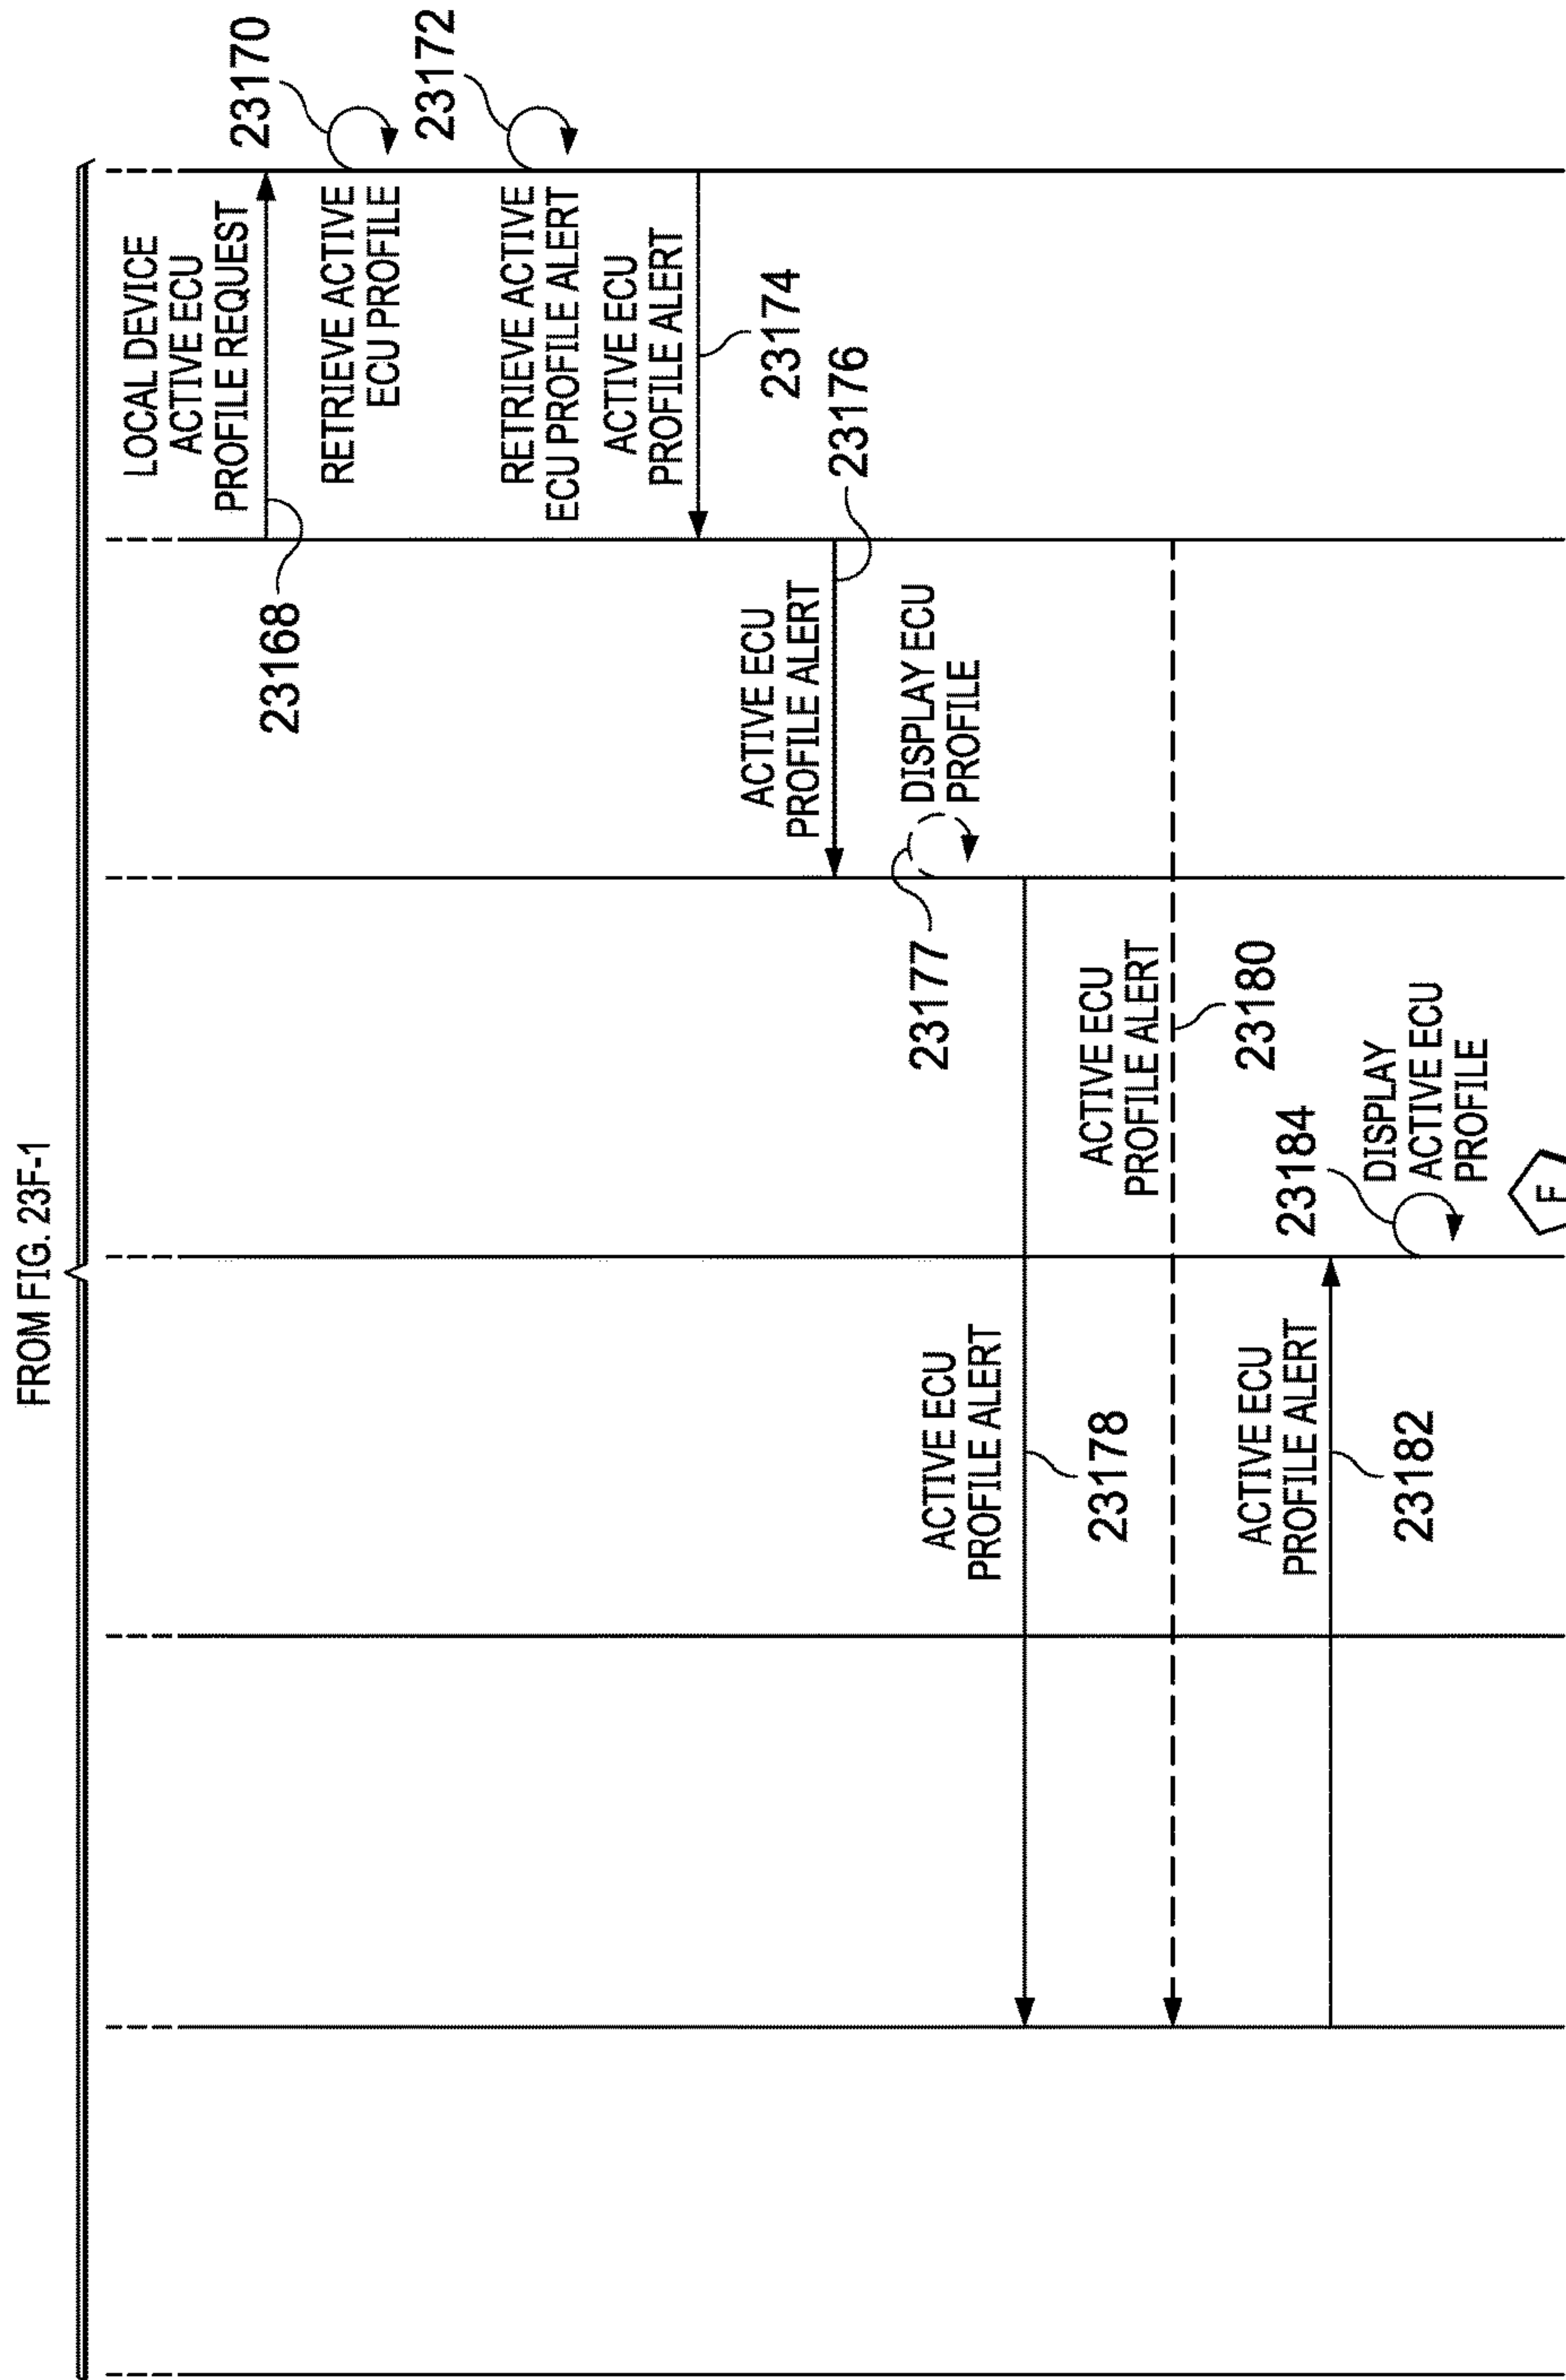 FROM FIG. 23F-1
LOCAL DEVICE
ACTIVE ECU
PROFILE REQUEST
23168
23170
RETRIEVE ACTIVE
ECU PROFILE
23172
RETRIEVE ACTIVE
ECU PROFILE ALERT
ACTIVE ECU
PROFILE ALERT
23174
ACTIVE ECU
PROFILE ALERT
23176
DISPLAY ECU
PROFILE
23177
ACTIVE ECU
PROFILE ALERT
23178
ACTIVE ECU
PROFILE ALERT
23180
ACTIVE ECU
PROFILE ALERT
23182
23184
DISPLAY
ACTIVE ECU
PROFILE
F